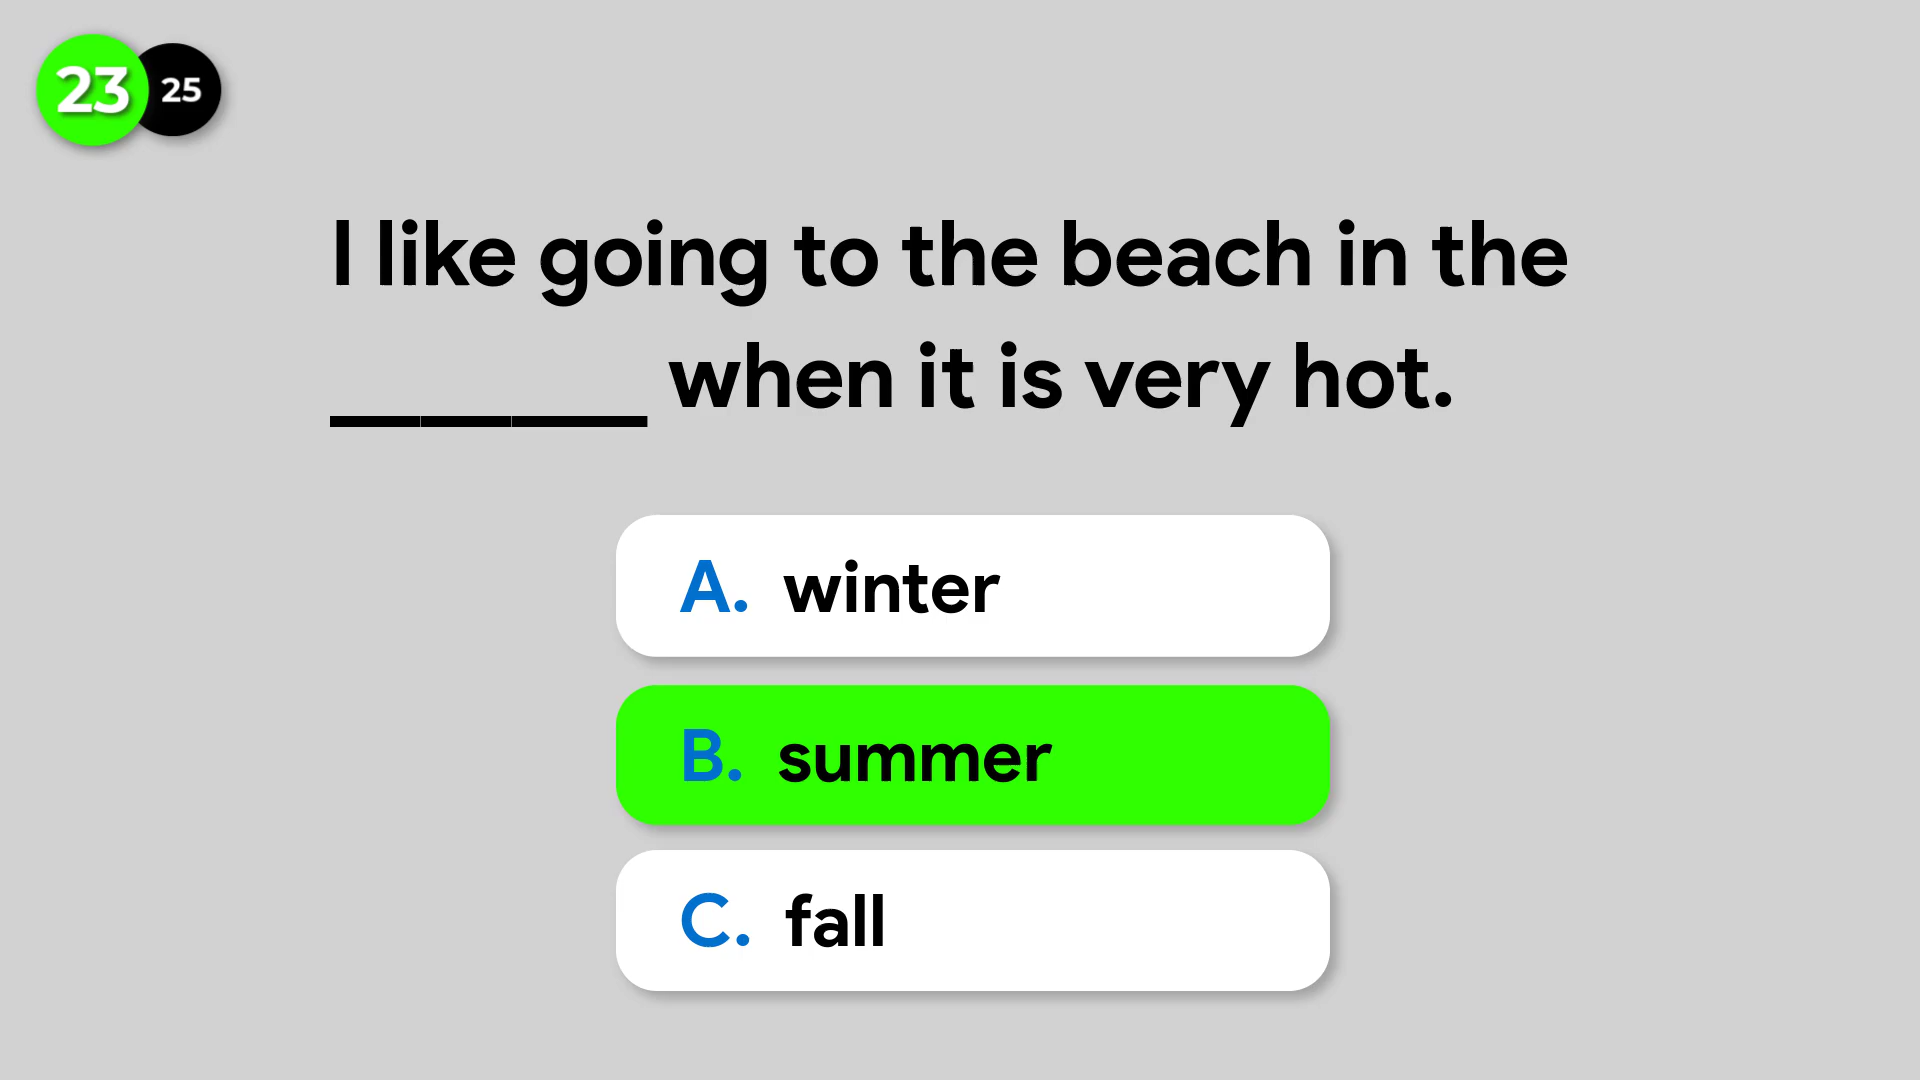 23 25
I like going to the beach in the
_______ when it is very hot.
A. winter
B. summer
C. fall